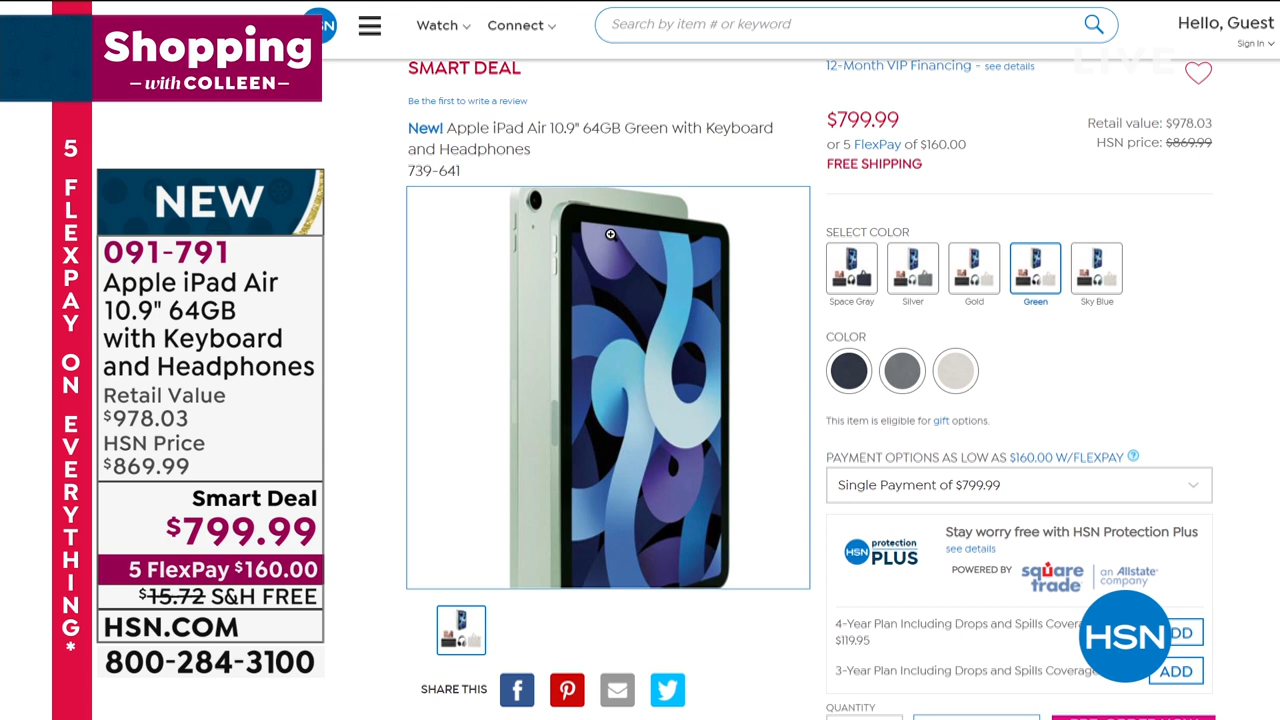 Shopping
–with COLLEEN–
5 FLEXPAY ON EVERYTHING*
NEW
091-791
Apple iPad Air
10.9" 64GB
with Keyboard
and Headphones
Retail Value
$978.03
HSN Price
$869.99
Smart Deal
$799.99
5 FlexPay $160.00
$15.72 S&H FREE
HSN.COM
800-284-3100
Watch
Connect
Search by item # or keyword
Hello, Guest
Sign In
LIVE
SMART DEAL
Be the first to write a review
New! Apple iPad Air 10.9" 64GB Green with Keyboard
and Headphones
739-641
SHARE THIS
12-Month VIP Financing - see details
$799.99
Retail value: $978.03
or 5 FlexPay of $160.00
HSN price: $869.99
FREE SHIPPING
SELECT COLOR
Space Gray
Silver
Gold
Green
Sky Blue
COLOR
This item is eligible for gift options.
PAYMENT OPTIONS AS LOW AS $160.00 W/FLEXPAY
Single Payment of $799.99
HSN protection PLUS
Stay worry free with HSN Protection Plus
see details
POWERED BY
square trade
an Allstate company
4-Year Plan Including Drops and Spills Cover
$119.95
3-Year Plan Including Drops and Spills Coverage
ADD
HSN
QUANTITY